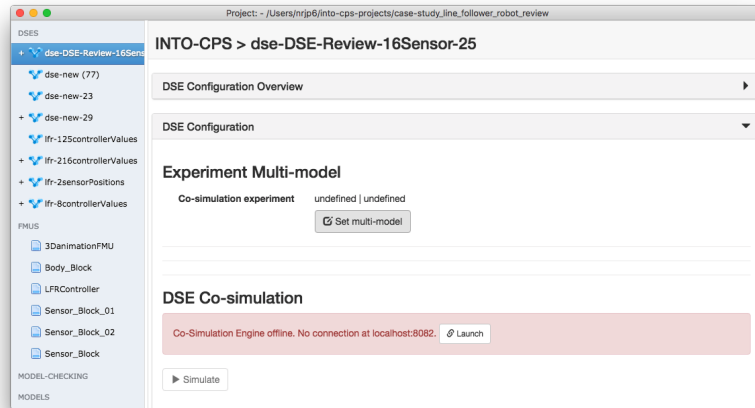 Project: - /Users/nrjp6/into-cps-projects/case-study_line_follower_robot_review
DSES
+ dse-DSE-Review-16Sens
dse-new (77)
dse-new-23
+ dse-new-29
lfr-125controllerValues
+ lfr-216controllerValues
+ lfr-2sensorPositions
+ lfr-8controllerValues
FMUS
3DanimationFMU
Body_Block
LFRController
Sensor_Block_01
Sensor_Block_02
Sensor_Block
MODEL-CHECKING
MODELS
INTO-CPS > dse-DSE-Review-16Sensor-25
DSE Configuration Overview
DSE Configuration
Experiment Multi-model
Co-simulation experiment undefined | undefined
Set multi-model
DSE Co-simulation
Co-Simulation Engine offline. No connection at localhost:8082. Launch
Simulate